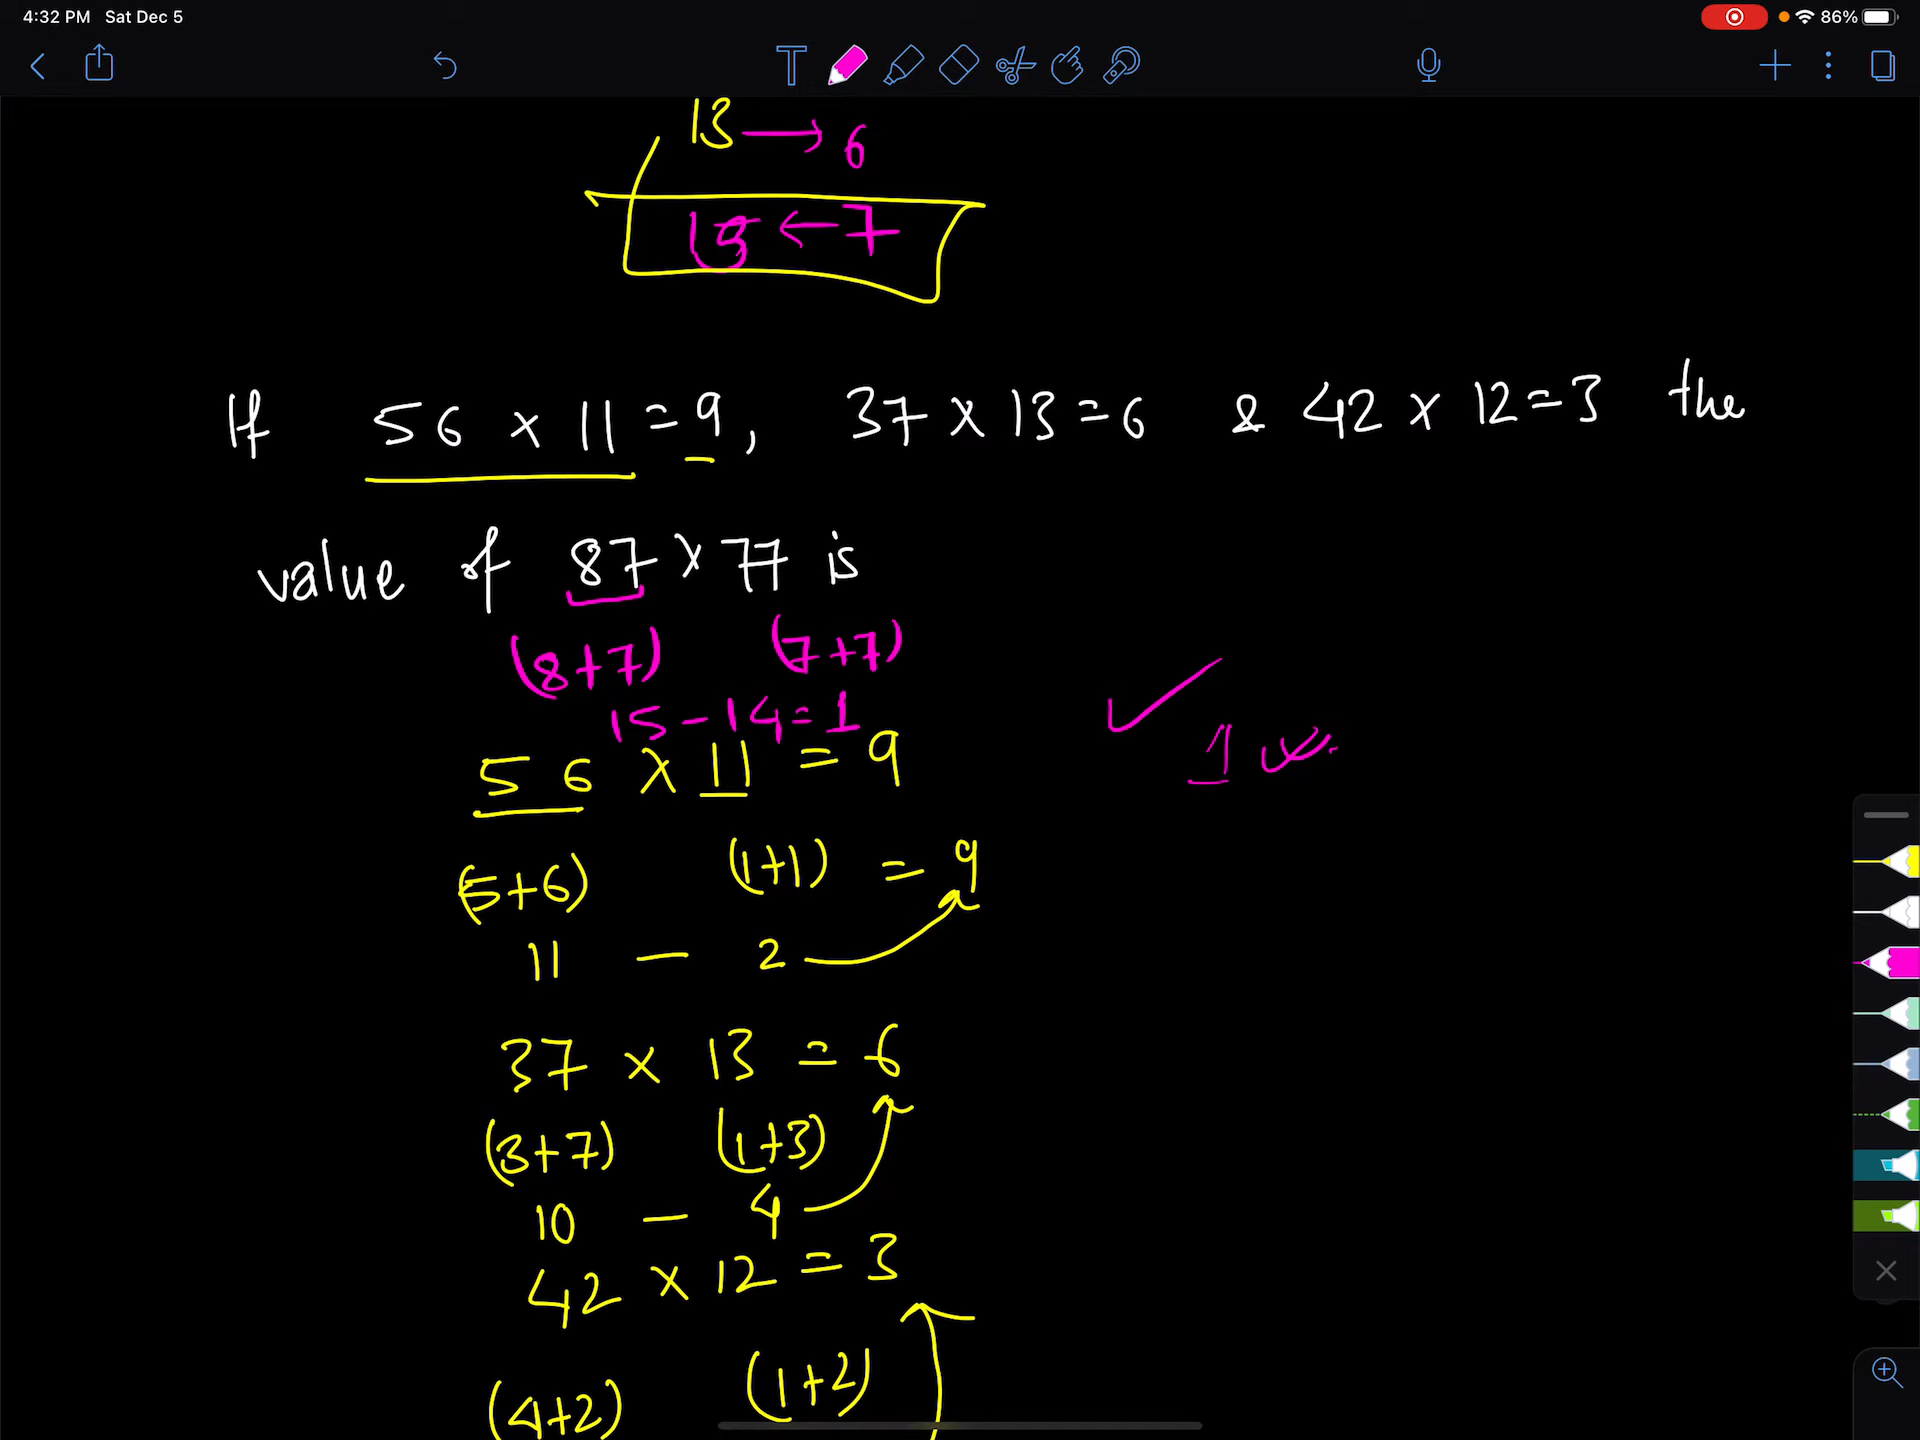 4:32 PM Sat Dec 5
86%
13 → 6
← 7
If 56 × 11 = 9, 37 × 13 = 6 & 42 × 12 = 3 the
value of 87 × 77 is
(8+7) (7+7)
15 - 14 = 1
1
56 × 11 = 9
(5+6) (1+1) = 9
11 - 2
37 × 13 = 6
(3+7) (1+3)
10 - 4
42 × 12 = 3
(4+2) (1+2)